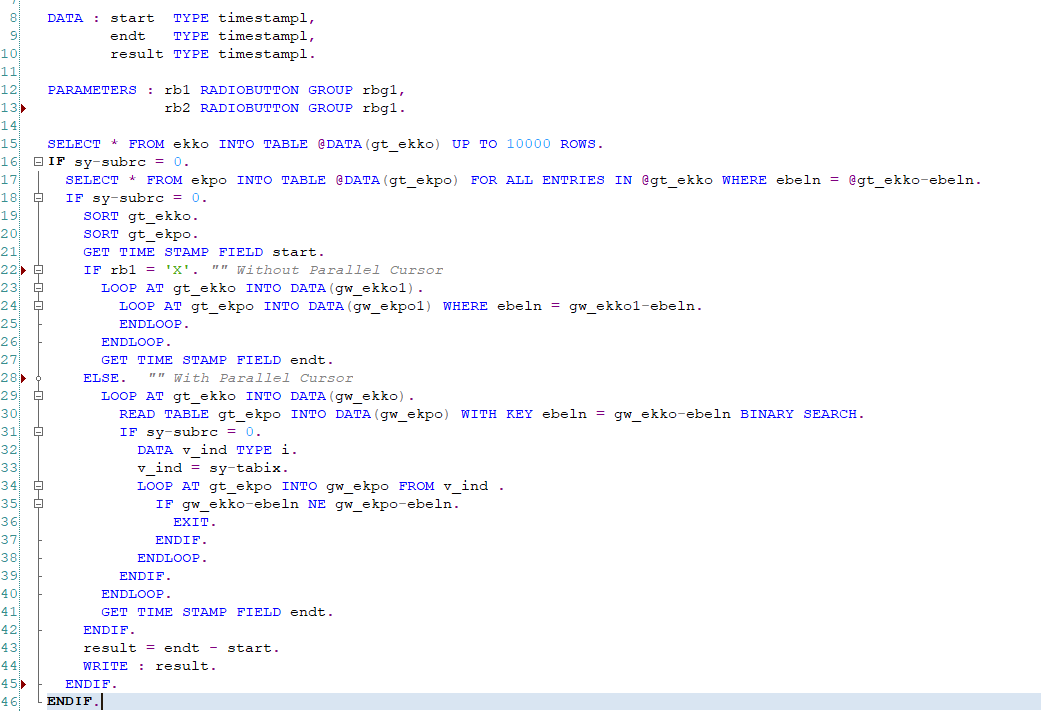 7
8 DATA : start TYPE timestampl,
9 endt TYPE timestampl,
10 result TYPE timestampl.
11
12 PARAMETERS : rb1 RADIOBUTTON GROUP rbg1,
13 rb2 RADIOBUTTON GROUP rbg1.
14
15 SELECT * FROM ekko INTO TABLE @DATA(gt_ekko) UP TO 10000 ROWS.
16 IF sy-subrc = 0.
17 SELECT * FROM ekpo INTO TABLE @DATA(gt_ekpo) FOR ALL ENTRIES IN @gt_ekko WHERE ebeln = @gt_ekko-ebeln.
18 IF sy-subrc = 0.
19 SORT gt_ekko.
20 SORT gt_ekpo.
21 GET TIME STAMP FIELD start.
22 IF rb1 = 'X'. "" Without Parallel Cursor
23 LOOP AT gt_ekko INTO DATA(gw_ekko1).
24 LOOP AT gt_ekpo INTO DATA(gw_ekpo1) WHERE ebeln = gw_ekko1-ebeln.
25 ENDLOOP.
26 ENDLOOP.
27 GET TIME STAMP FIELD endt.
28 ELSE. "" With Parallel Cursor
29 LOOP AT gt_ekko INTO DATA(gw_ekko).
30 READ TABLE gt_ekpo INTO DATA(gw_ekpo) WITH KEY ebeln = gw_ekko-ebeln BINARY SEARCH.
31 IF sy-subrc = 0.
32 DATA v_ind TYPE i.
33 v_ind = sy-tabix.
34 LOOP AT gt_ekpo INTO gw_ekpo FROM v_ind .
35 IF gw_ekko-ebeln NE gw_ekpo-ebeln.
36 EXIT.
37 ENDIF.
38 ENDLOOP.
39 ENDIF.
40 ENDLOOP.
41 GET TIME STAMP FIELD endt.
42 ENDIF.
43 result = endt - start.
44 WRITE : result.
45 ENDIF.
46 ENDIF.